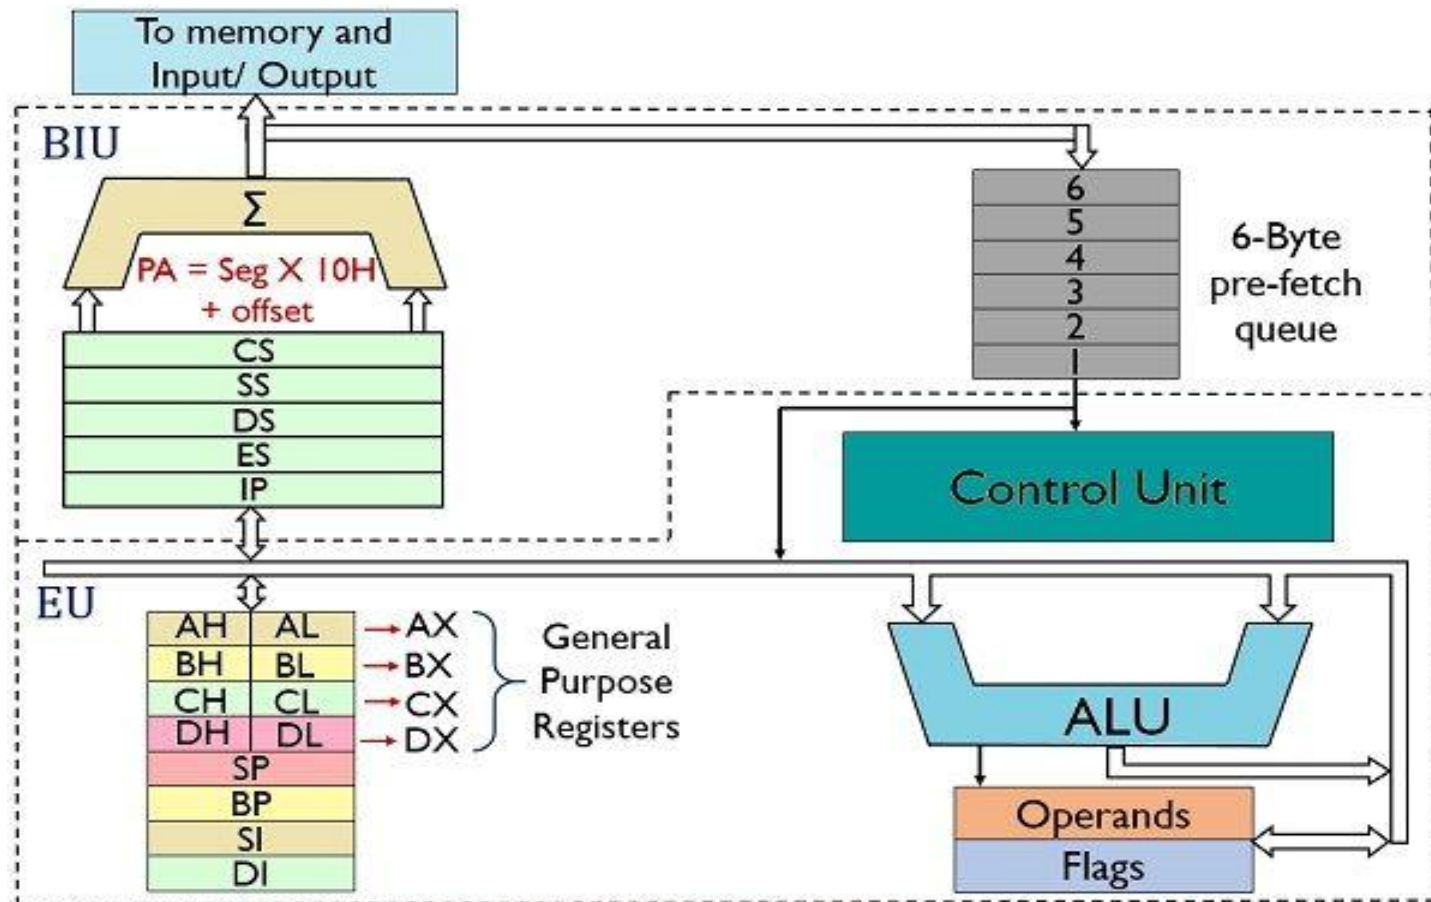 To memory and
Input/ Output
BIU
Σ
PA = Seg X 10H
+ offset
CS
SS
DS
ES
IP
6
5
4
3
2
1
6-Byte
pre-fetch
queue
Control Unit
EU
AH AL AX
BH BL BX
CH CL CX
DH DL DX
SP
BP
SI
DI
General
Purpose
Registers
ALU
Operands
Flags